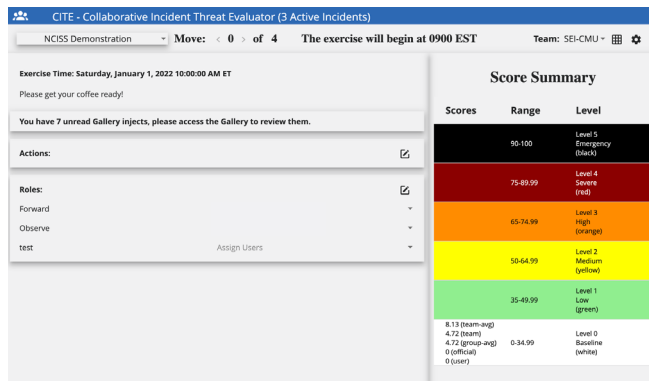 CITE - Collaborative Incident Threat Evaluator (3 Active Incidents)
NCISS Demonstration Move: < 0 > of 4 The exercise will begin at 0900 EST Team: SEI-CMU
Exercise Time: Saturday, January 1, 2022 10:00:00 AM ET
Please get your coffee ready!
You have 7 unread Gallery injects, please access the Gallery to review them.
Actions:
Roles:
Forward
Observe
test Assign Users
Score Summary
Scores Range Level
90-100
Level 5
Emergency
(black)
75-89.99
Level 4
Severe
(red)
65-74.99
Level 3
High
(orange)
50-64.99
Level 2
Medium
(yellow)
35-49.99
Level 1
Low
(green)
8.13 (team-avg)
4.72 (team)
4.72 (group-avg)
0 (official)
0 (user)
0-34.99
Level 0
Baseline
(white)